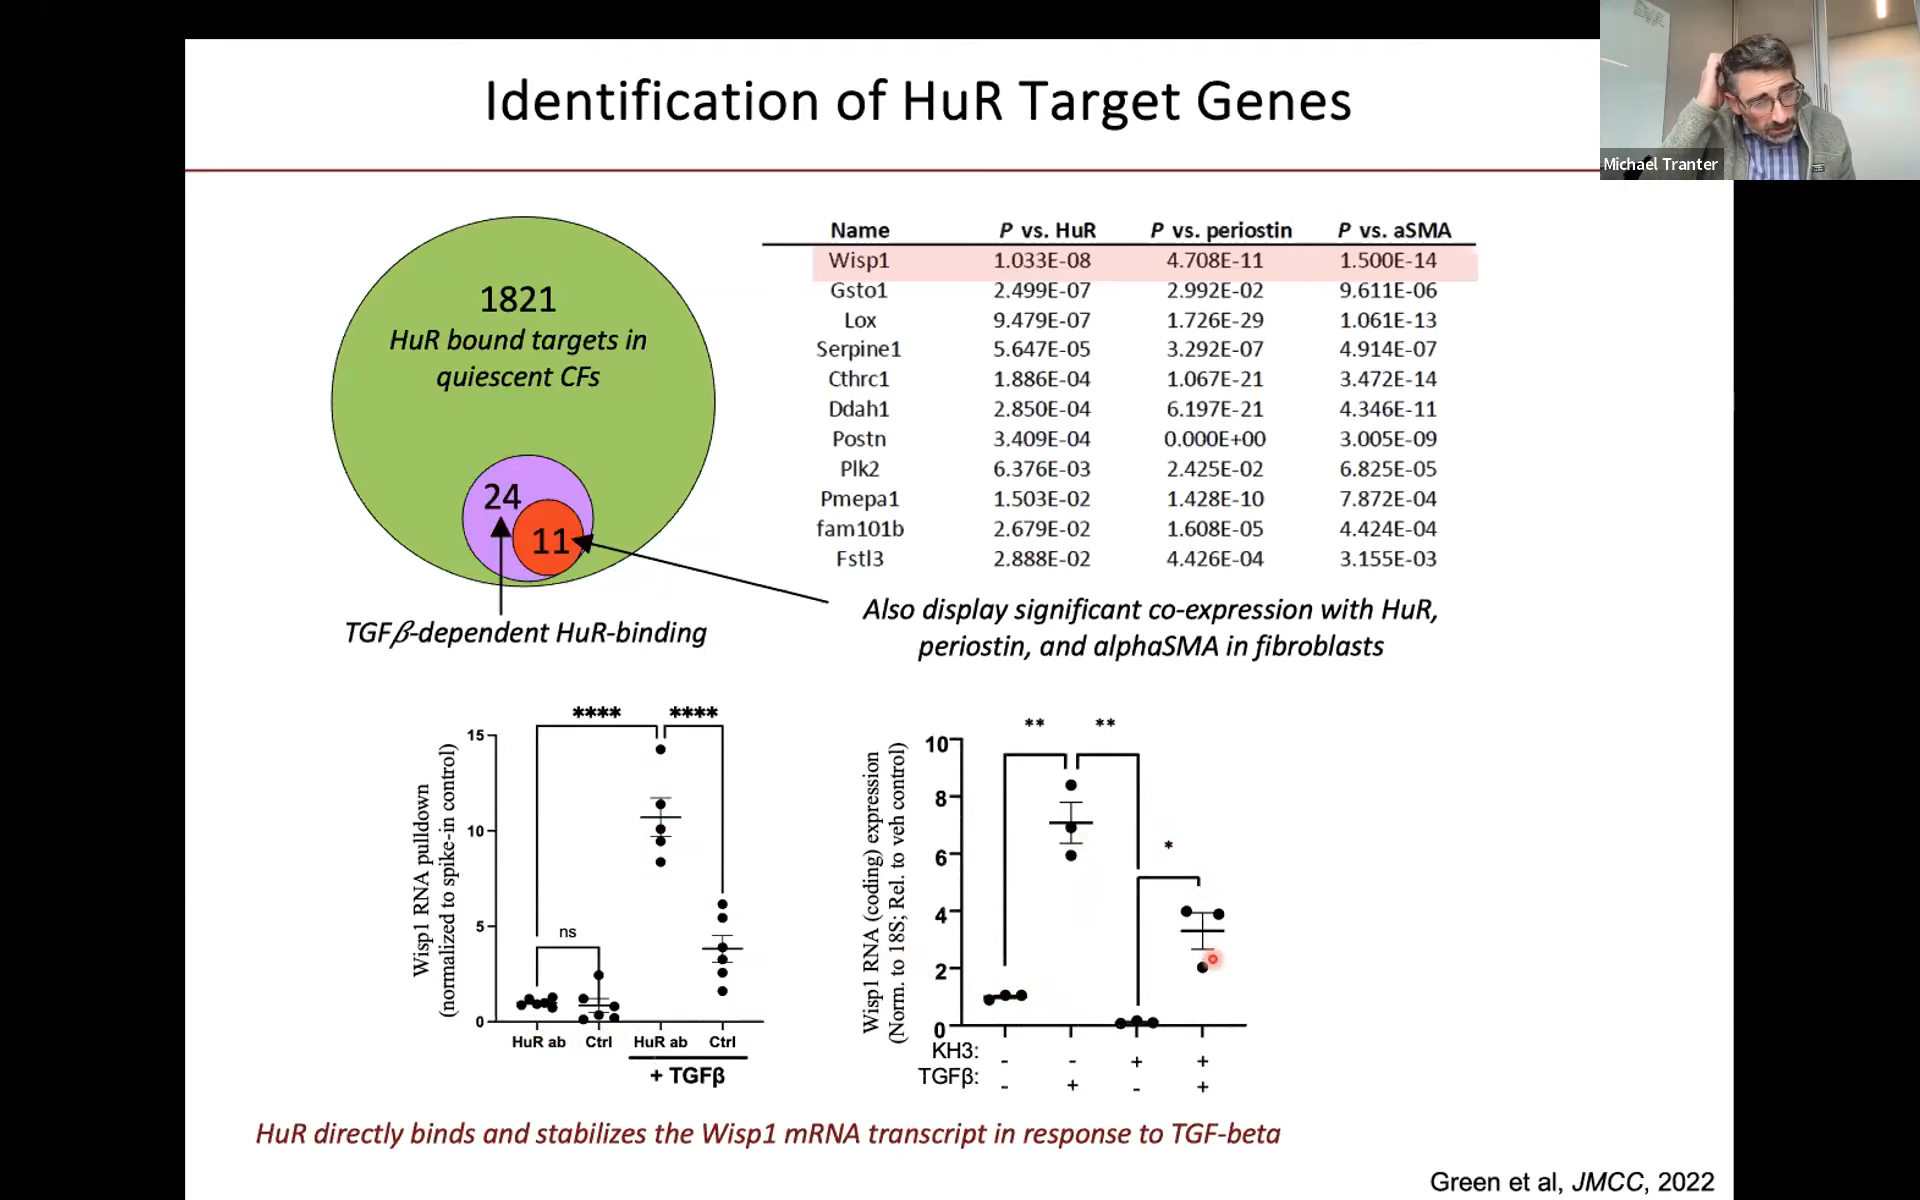 Identification of HuR Target Genes
Michael Tranter
1821
HuR bound targets in
quiescent CFs
24
11
TGFβ-dependent HuR-binding
Name P vs. HuR P vs. periostin P vs. aSMA
Wisp1 1.033E-08 4.708E-11 1.500E-14
Gsto1 2.499E-07 2.992E-02 9.611E-06
Lox 9.479E-07 1.726E-29 1.061E-13
Serpine1 5.647E-05 3.292E-07 4.914E-07
Cthrc1 1.886E-04 1.067E-21 3.472E-14
Ddah1 2.850E-04 6.197E-21 4.346E-11
Postn 3.409E-04 0.000E+00 3.005E-09
Plk2 6.376E-03 2.425E-02 6.825E-05
Pmepa1 1.503E-02 1.428E-10 7.872E-04
fam101b 2.679E-02 1.608E-05 4.424E-04
Fstl3 2.888E-02 4.426E-04 3.155E-03
Also display significant co-expression with HuR,
periostin, and alphaSMA in fibroblasts
Wisp1 RNA pulldown
(normalized to spike-in control)
15
10
5
0
**** ****
ns
HuR ab Ctrl HuR ab Ctrl
+ TGFβ
Wisp1 RNA (coding) expression
(Norm. to 18S; Rel. to veh control)
10
8
6
4
2
0
** **
*
KH3: - - + +
TGFβ: - + - +
HuR directly binds and stabilizes the Wisp1 mRNA transcript in response to TGF-beta
Green et al, JMCC, 2022